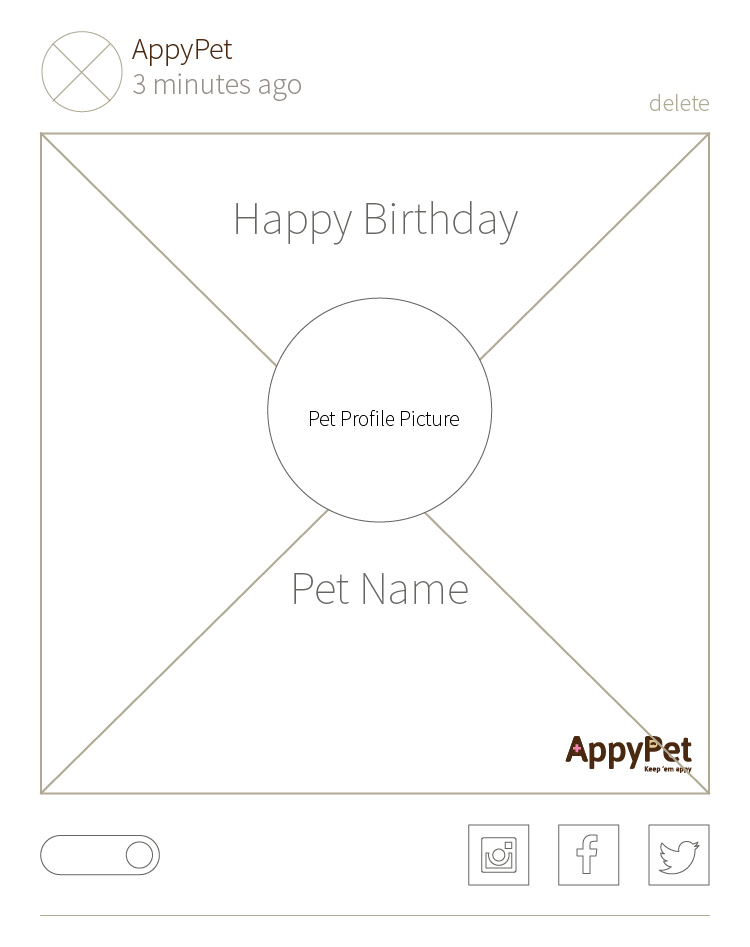 AppyPet
3 minutes ago
delete
Happy Birthday
Pet Profile Picture
Pet Name
AppyPet
Keep 'em appy